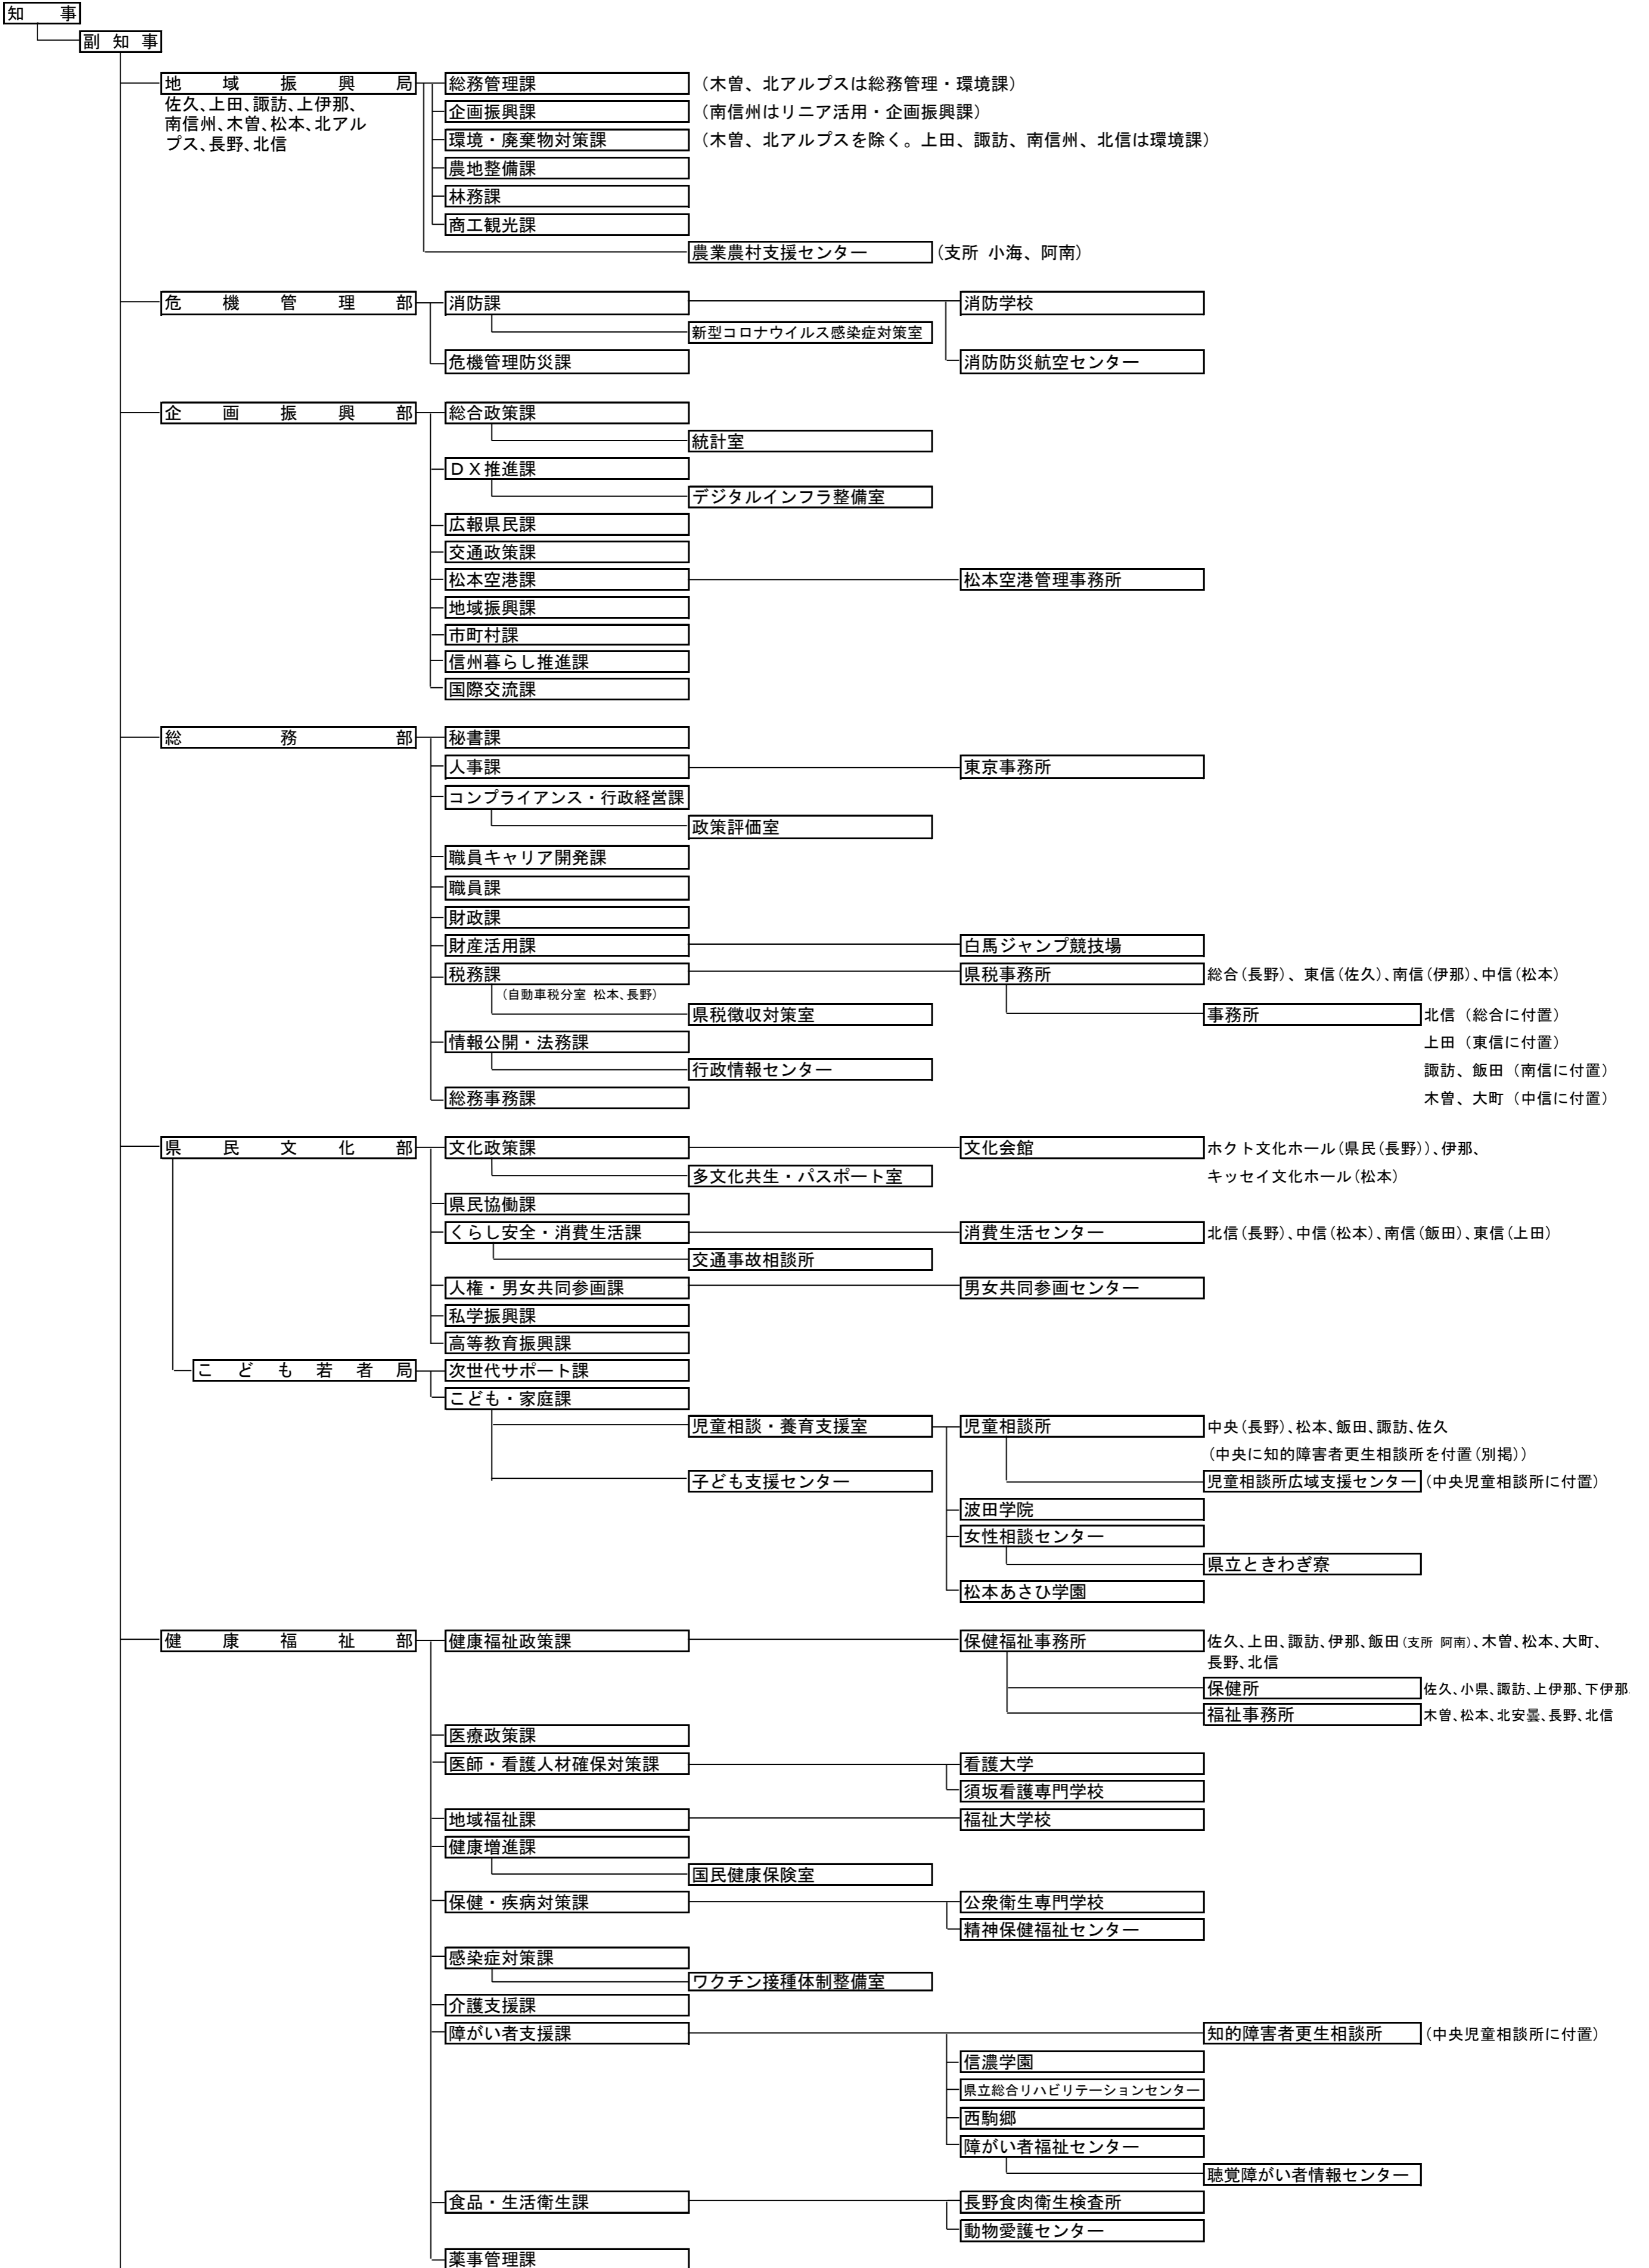 知事
副知事
地域振興局 総務管理課 （木曽、北アルプスは総務管理・環境課）
佐久、上田、諏訪、上伊那、
南信州、木曽、松本、北アル
プス、長野、北信
企画振興課 （南信州はリニア活用・企画振興課）
環境・廃棄物対策課 （木曽、北アルプスを除く。上田、諏訪、南信州、北信は環境課）
農地整備課
林務課
商工観光課
農業農村支援センター （支所 小海、阿南）
危機管理部 消防課 消防学校
新型コロナウイルス感染症対策室
危機管理防災課 消防防災航空センター
企画振興部 総合政策課
統計室
ＤＸ推進課
デジタルインフラ整備室
広報県民課
交通政策課
松本空港課 松本空港管理事務所
地域振興課
市町村課
信州暮らし推進課
国際交流課
総務部 秘書課
人事課 東京事務所
コンプライアンス・行政経営課
政策評価室
職員キャリア開発課
職員課
財政課
財産活用課 白馬ジャンプ競技場
税務課 県税事務所 総合（長野）、東信（佐久）、南信（伊那）、中信（松本）
（自動車税分室 松本、長野）
県税徴収対策室 事務所 北信（総合に付置）
情報公開・法務課 上田（東信に付置）
行政情報センター 諏訪、飯田（南信に付置）
総務事務課 木曽、大町（中信に付置）
県民文化部 文化政策課 文化会館 ホクト文化ホール（県民（長野））、伊那、
多文化共生・パスポート室 キッセイ文化ホール（松本）
県民協働課
くらし安全・消費生活課 消費生活センター 北信（長野）、中信（松本）、南信（飯田）、東信（上田）
交通事故相談所
人権・男女共同参画課 男女共同参画センター
私学振興課
高等教育振興課
こども若者局 次世代サポート課
こども・家庭課
児童相談・養育支援室 児童相談所 中央（長野）、松本、飯田、諏訪、佐久
（中央に知的障害者更生相談所を付置（別掲））
子ども支援センター 児童相談所広域支援センター （中央児童相談所に付置）
波田学院
女性相談センター
県立ときわぎ寮
松本あさひ学園
健康福祉部 健康福祉政策課 保健福祉事務所 佐久、上田、諏訪、伊那、飯田（支所 阿南）、木曽、松本、大町、
長野、北信
保健所 佐久、小県、諏訪、上伊那、下伊那、
福祉事務所 木曽、松本、北安曇、長野、北信
医療政策課
医師・看護人材確保対策課 看護大学
須坂看護専門学校
地域福祉課 福祉大学校
健康増進課
国民健康保険室
保健・疾病対策課 公衆衛生専門学校
精神保健福祉センター
感染症対策課
ワクチン接種体制整備室
介護支援課
障がい者支援課 知的障害者更生相談所 （中央児童相談所に付置）
信濃学園
県立総合リハビリテーションセンター
西駒郷
障がい者福祉センター
聴覚障がい者情報センター
食品・生活衛生課 長野食肉衛生検査所
動物愛護センター
薬事管理課